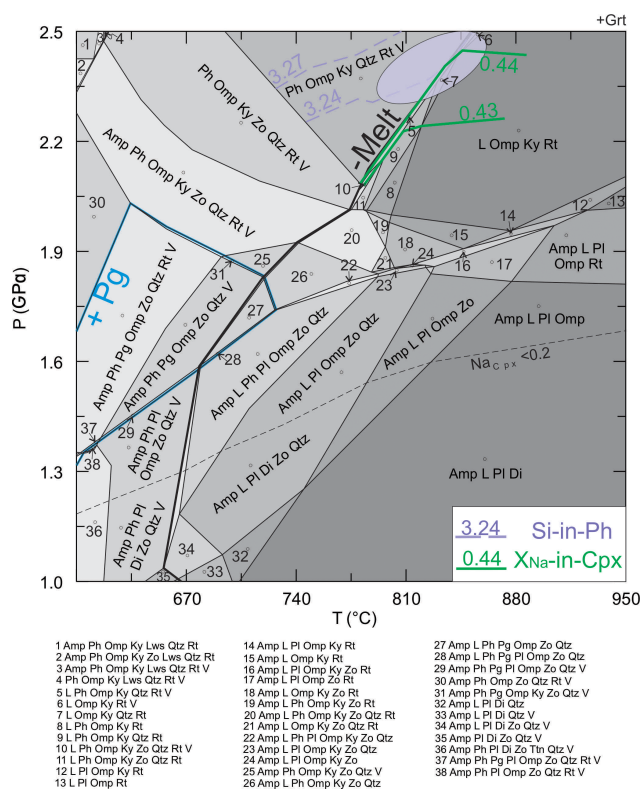 +Grt
2.5
2.2
1.9
1.6
1.3
1.0
P (GPα)
670
740
810
880
950
T (°C)
1
2
3
4
3.27
3.24
Ph Omp Ky Qtz Rt V
Ph Omp Ky Zo Qtz Rt V
-Melt
6
7
0.44
0.43
5
9
8
10
11
L Omp Ky Rt
Amp Ph Omp Ky Zo Qtz Rt V
30
+ Pg
31
25
26
20
19
18
21
22
23
24
14
15
16
17
12
13
Amp L Pl
Omp Rt
Amp Ph Pg Omp Zo Qtz Rt V
Amp Ph Pg Omp Zo Qtz V
27
28
29
37
38
Amp Ph Pl
Omp Zo Qtz V
Amp L Ph Pl Omp Zo Qtz
Amp L Pl Omp Zo Qtz
Amp L Pl Omp Zo
Amp L Pl Omp
Na Cpx <0.2
Amp L Pl Di Zo Qtz
Amp L Pl Di
36
Amp Ph Pl
Di Zo Qtz V
34
33
32
35
3.24 Si-in-Ph
0.44 XNa-in-Cpx
1 Amp Ph Omp Ky Lws Qtz Rt
2 Amp Ph Omp Ky Zo Lws Qtz Rt
3 Amp Ph Omp Ky Lws Qtz Rt V
4 Ph Omp Ky Lws Qtz Rt V
5 L Ph Omp Ky Qtz Rt V
6 L Omp Ky Rt V
7 L Omp Ky Qtz Rt
8 L Ph Omp Ky Rt
9 L Ph Omp Ky Qtz Rt
10 L Ph Omp Ky Zo Qtz Rt V
11 L Ph Omp Ky Zo Qtz Rt
12 L Pl Omp Ky Rt
13 L Pl Omp Rt
14 Amp L Pl Omp Ky Rt
15 Amp L Omp Ky Rt
16 Amp L Pl Omp Ky Zo Rt
17 Amp L Pl Omp Zo Rt
18 Amp L Omp Ky Zo Rt
19 Amp L Ph Omp Ky Zo Rt
20 Amp L Ph Omp Ky Zo Qtz Rt
21 Amp L Omp Ky Zo Qtz Rt
22 Amp L Ph Pl Omp Ky Zo Qtz
23 Amp L Pl Omp Ky Zo Qtz
24 Amp L Pl Omp Ky Zo
25 Amp Ph Omp Ky Zo Qtz V
26 Amp L Ph Omp Ky Zo Qtz
27 Amp L Ph Pg Omp Zo Qtz
28 Amp L Ph Pg Pl Omp Zo Qtz
29 Amp Ph Pg Pl Omp Zo Qtz V
30 Amp Ph Omp Zo Qtz Rt V
31 Amp Ph Pg Omp Ky Zo Qtz V
32 Amp L Pl Di Qtz
33 Amp L Pl Di Qtz V
34 Amp L Pl Di Zo Qtz V
35 Amp Pl Di Zo Qtz V
36 Amp Ph Pl Di Zo Ttn Qtz V
37 Amp Ph Pg Pl Omp Zo Qtz Rt V
38 Amp Ph Pl Omp Zo Qtz Rt V